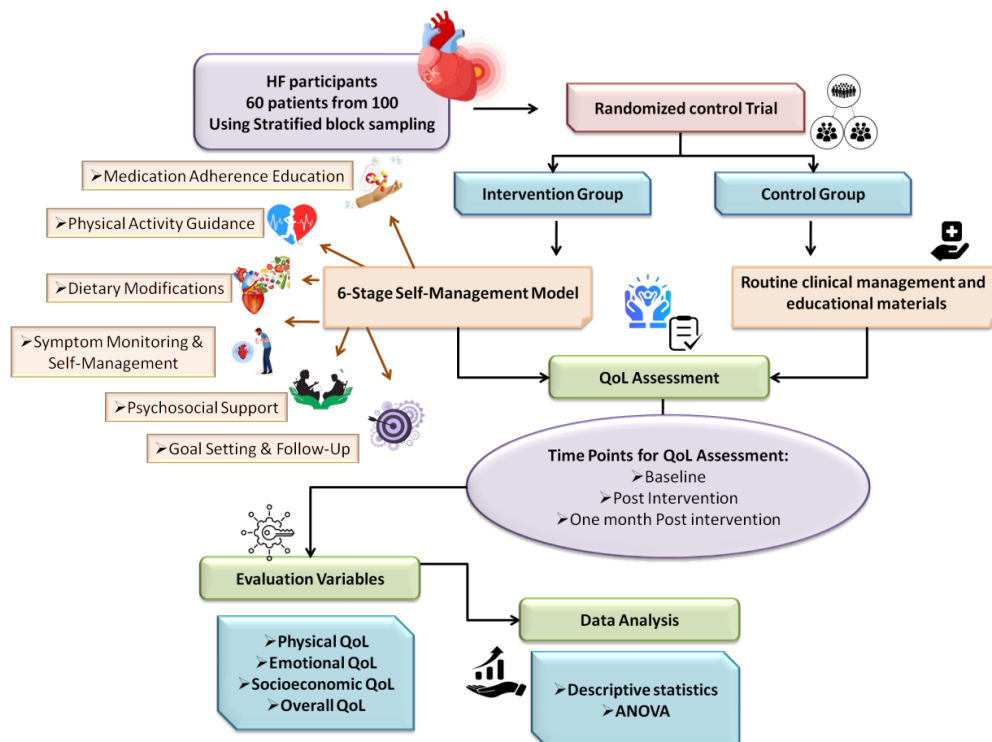 HF participants
60 patients from 100
Using Stratified block sampling
Randomized control Trial
➢Medication Adherence Education
➢Physical Activity Guidance
➢Dietary Modifications
➢Symptom Monitoring &
Self-Management
➢Psychosocial Support
➢Goal Setting & Follow-Up
Intervention Group
Control Group
6-Stage Self-Management Model
Routine clinical management and
educational materials
QoL Assessment
Time Points for QoL Assessment:
➢Baseline
➢Post Intervention
➢One month Post intervention
Evaluation Variables
➢Physical QoL
➢Emotional QoL
➢Socioeconomic QoL
➢Overall QoL
Data Analysis
➢Descriptive statistics
➢ANOVA